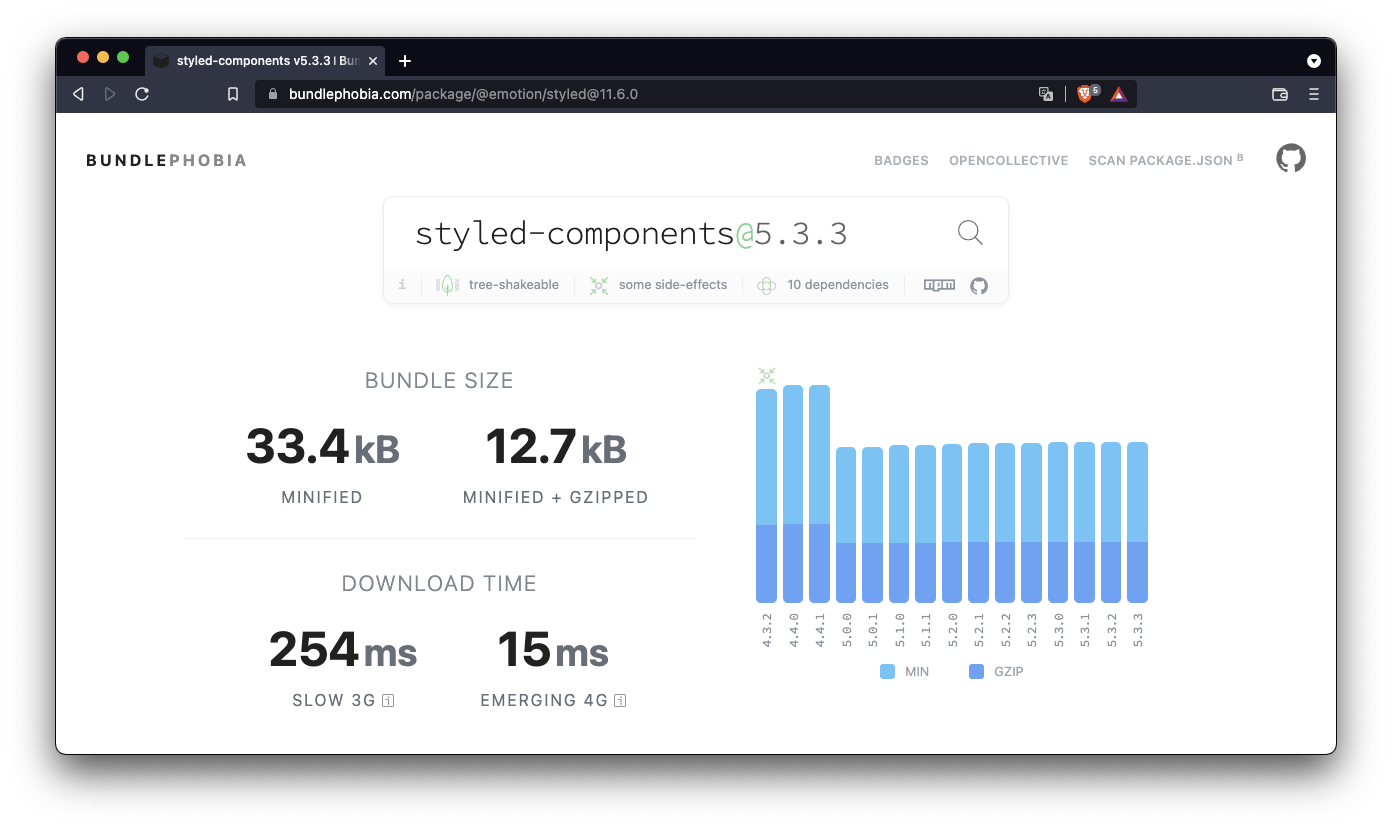 styled-components v5.3.3 | Bun
bundlephobia.com/package/@emotion/styled@11.6.0
5
BUNDLEPHOBIA
BADGES OPENCOLLECTIVE SCAN PACKAGE.JSON β
styled-components@5.3.3
i tree-shakeable some side-effects 10 dependencies npm
BUNDLE SIZE
33.4 kB 12.7 kB
MINIFIED MINIFIED + GZIPPED
DOWNLOAD TIME
254 ms 15 ms
SLOW 3G i EMERGING 4G i
4.3.2 4.4.0 4.4.1 5.0.0 5.0.1 5.1.0 5.1.1 5.2.0 5.2.1 5.2.2 5.2.3 5.3.0 5.3.1 5.3.2 5.3.3
MIN GZIP